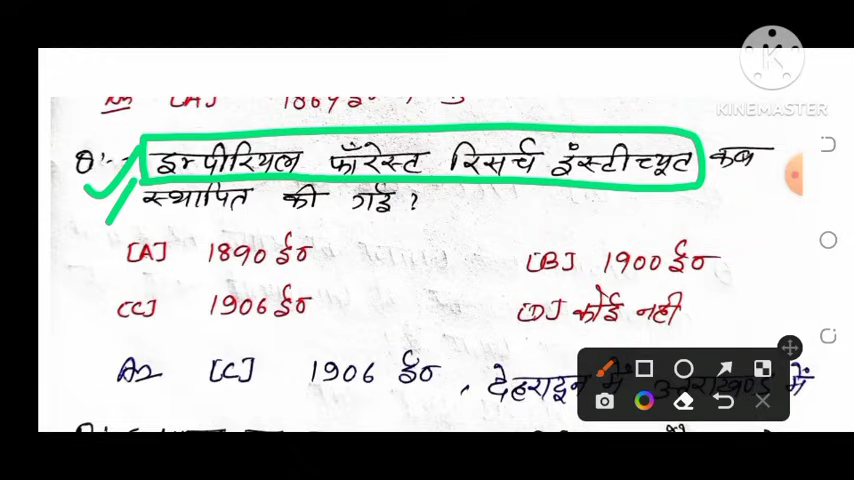 KINEMASTER
इम्पीरियल फॉरेस्ट रिसर्च इंस्टीच्यूट कब
स्थापित की गई ?
[A] 1890 ई०
[B] 1900 ई०
[C] 1906 ई०
[D] कोई नही
Ans [C] 1906 ई० , देहरादून में उत्तराखण्ड में